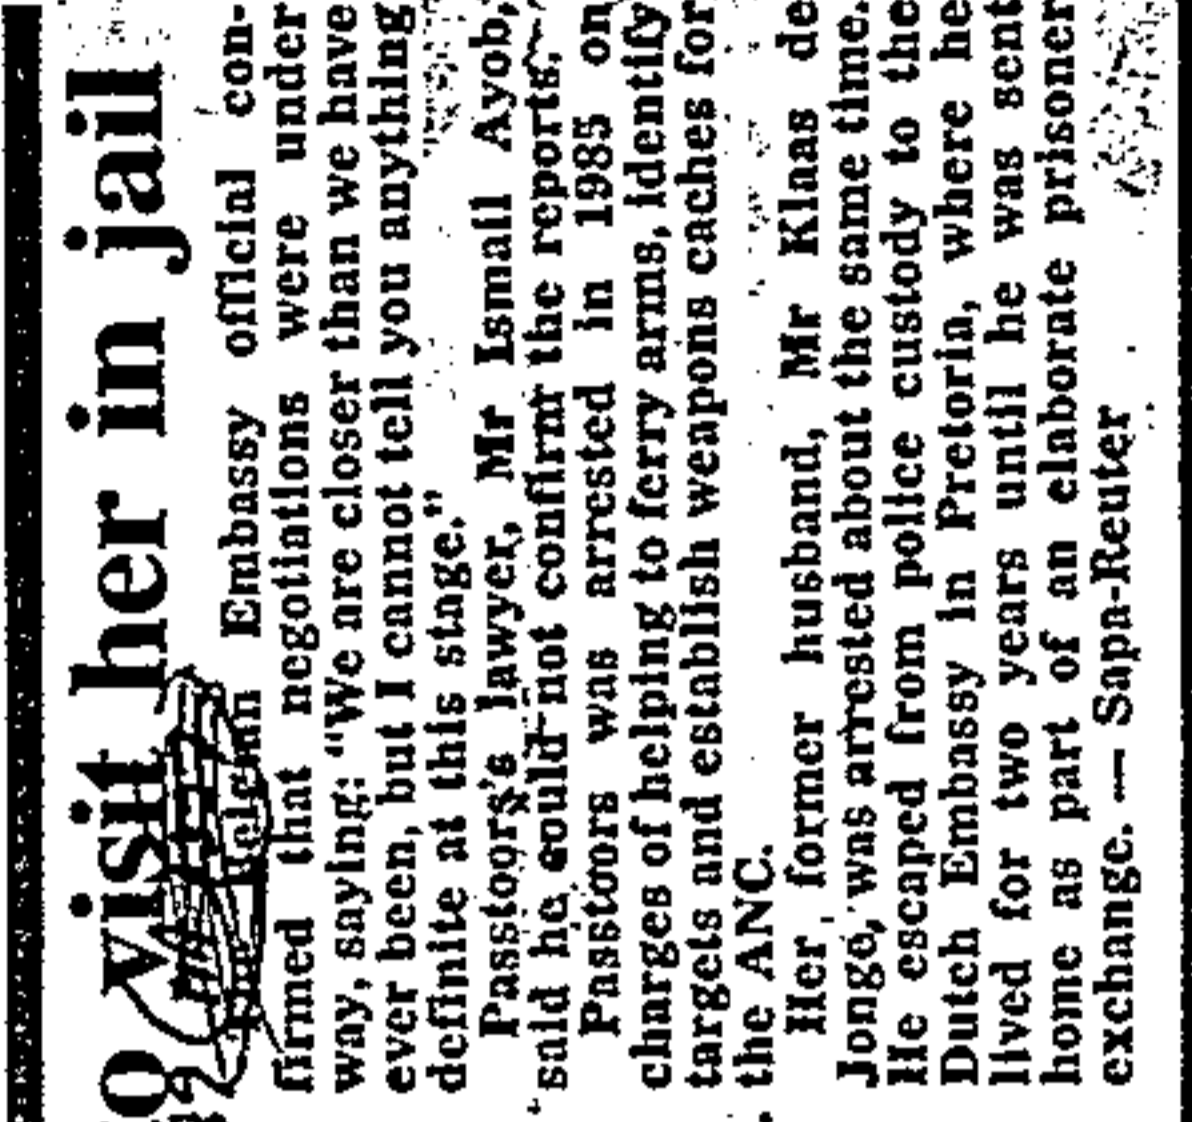 o visit her in jail
Embassy official con-
firmed that negotiations were under
way, saying: "We are closer than we have
ever been, but I cannot tell you anything
definite at this stage."
Passtoors's lawyer, Mr Ismail Ayob,
said he could not confirm the reports.
Passtoors was arrested in 1985 on
charges of helping to ferry arms, identify
targets and establish weapons caches for
the ANC.
Her former husband, Mr Klaas de
Jonge, was arrested about the same time.
He escaped from police custody to the
Dutch Embassy in Pretoria, where he
lived for two years until he was sent
home as part of an elaborate prisoner
exchange. — Sapa-Reuter